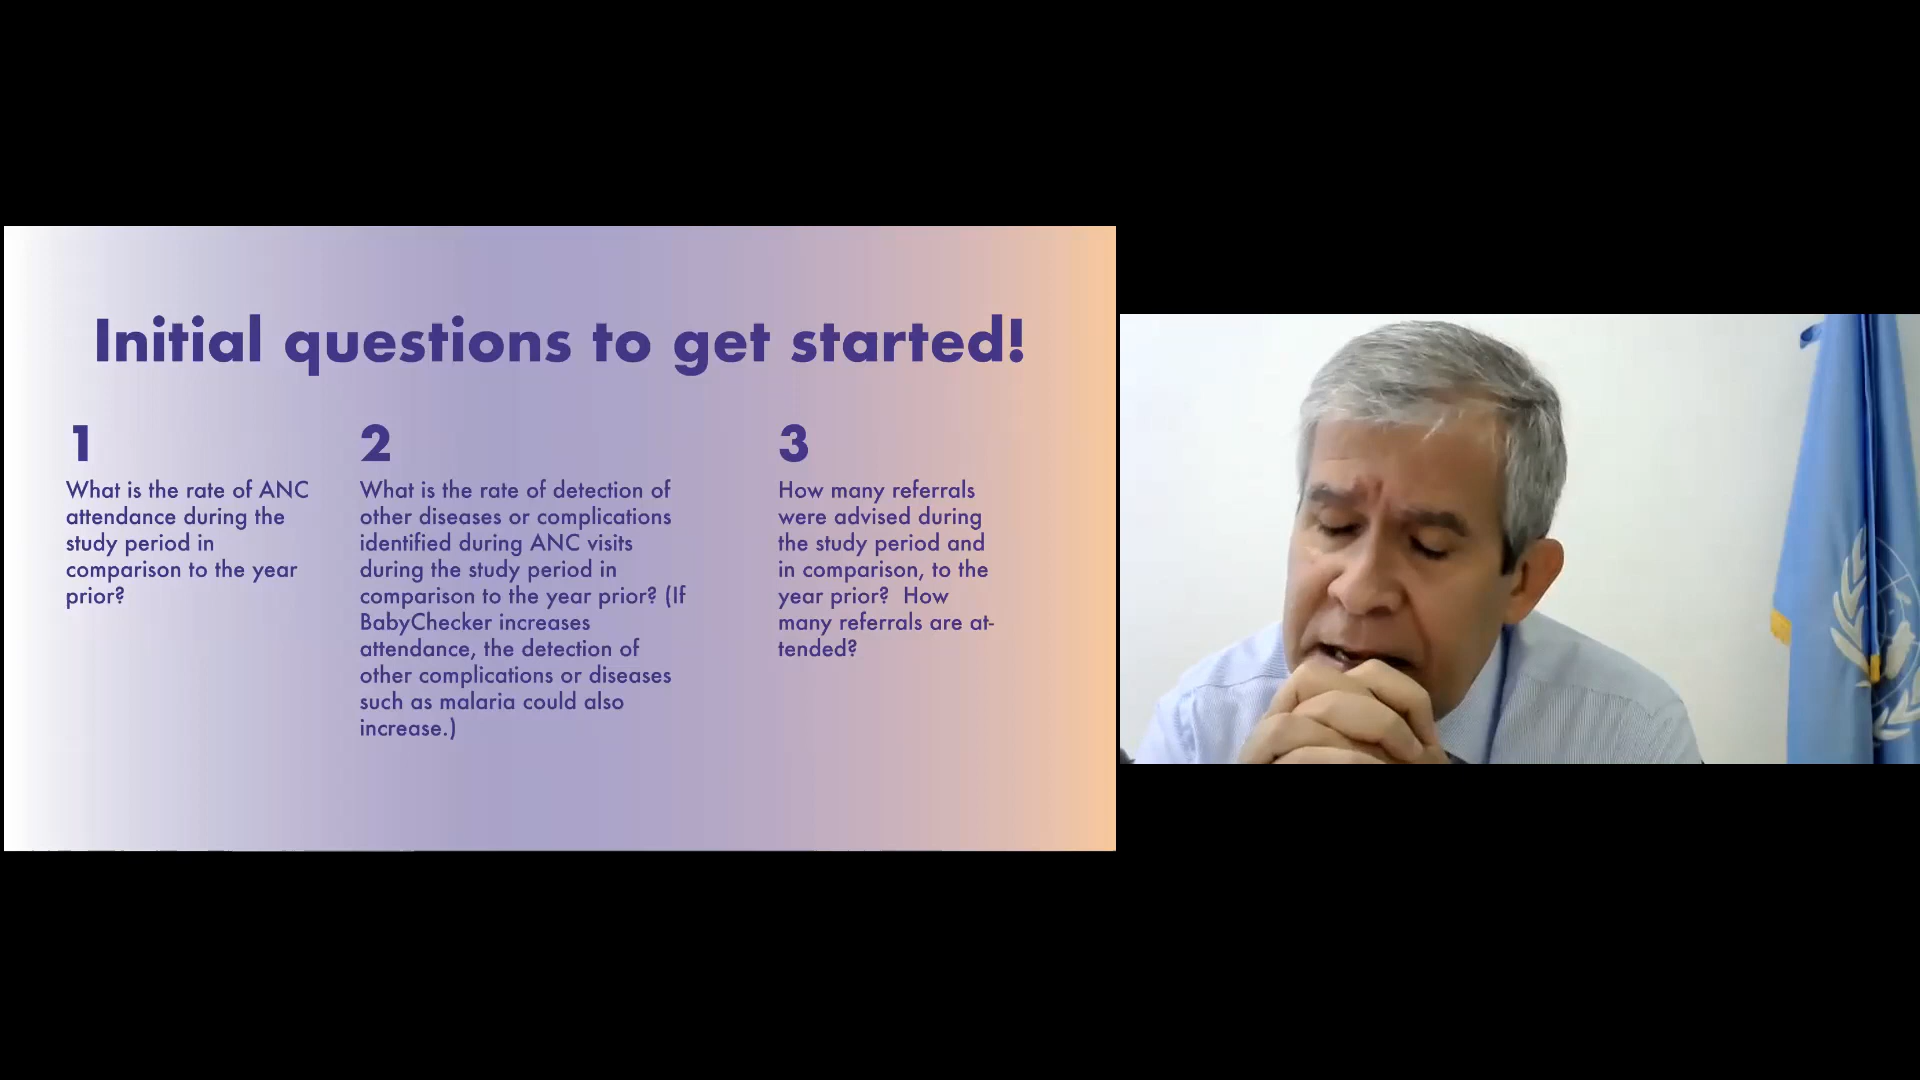 Initial questions to get started!
1
What is the rate of ANC
attendance during the
study period in
comparison to the year
prior?
2
What is the rate of detection of
other diseases or complications
identified during ANC visits
during the study period in
comparison to the year prior? (If
BabyChecker increases
attendance, the detection of
other complications or diseases
such as malaria could also
increase.)
3
How many referrals
were advised during
the study period and
in comparison, to the
year prior?  How
many referrals are at-
tended?